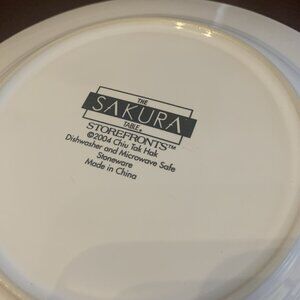 THE
SAKURA
TABLE®
STOREFRONTS™
©2004 Chiu Tak Hak
Dishwasher and Microwave Safe
Stoneware
Made in China